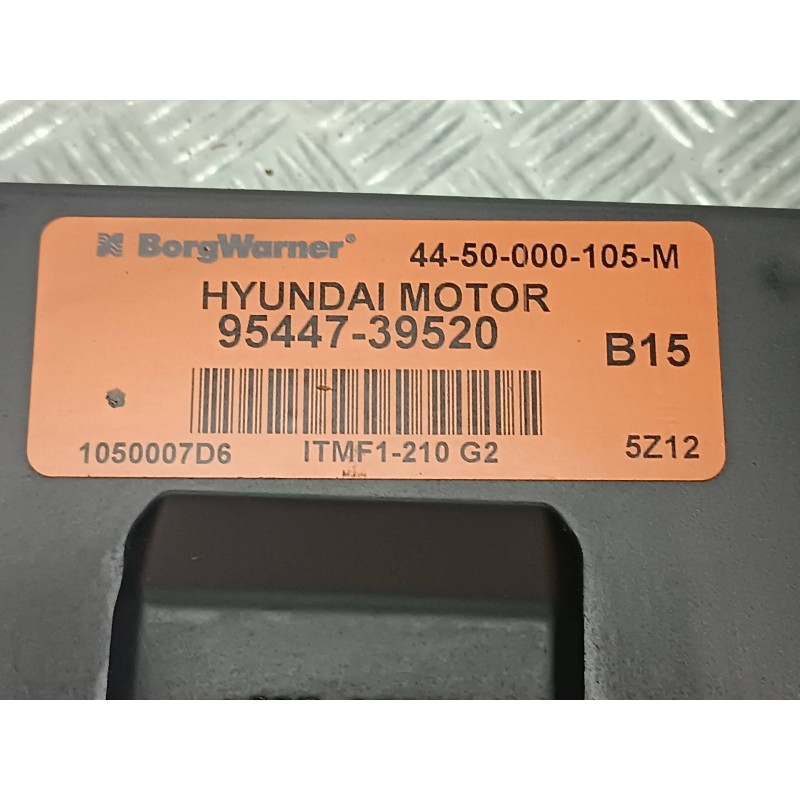 BorgWarner® 44-50-000-105-M
HYUNDAI MOTOR
95447-39520
B15
1050007D6 ITMF1-210 G2 5Z12